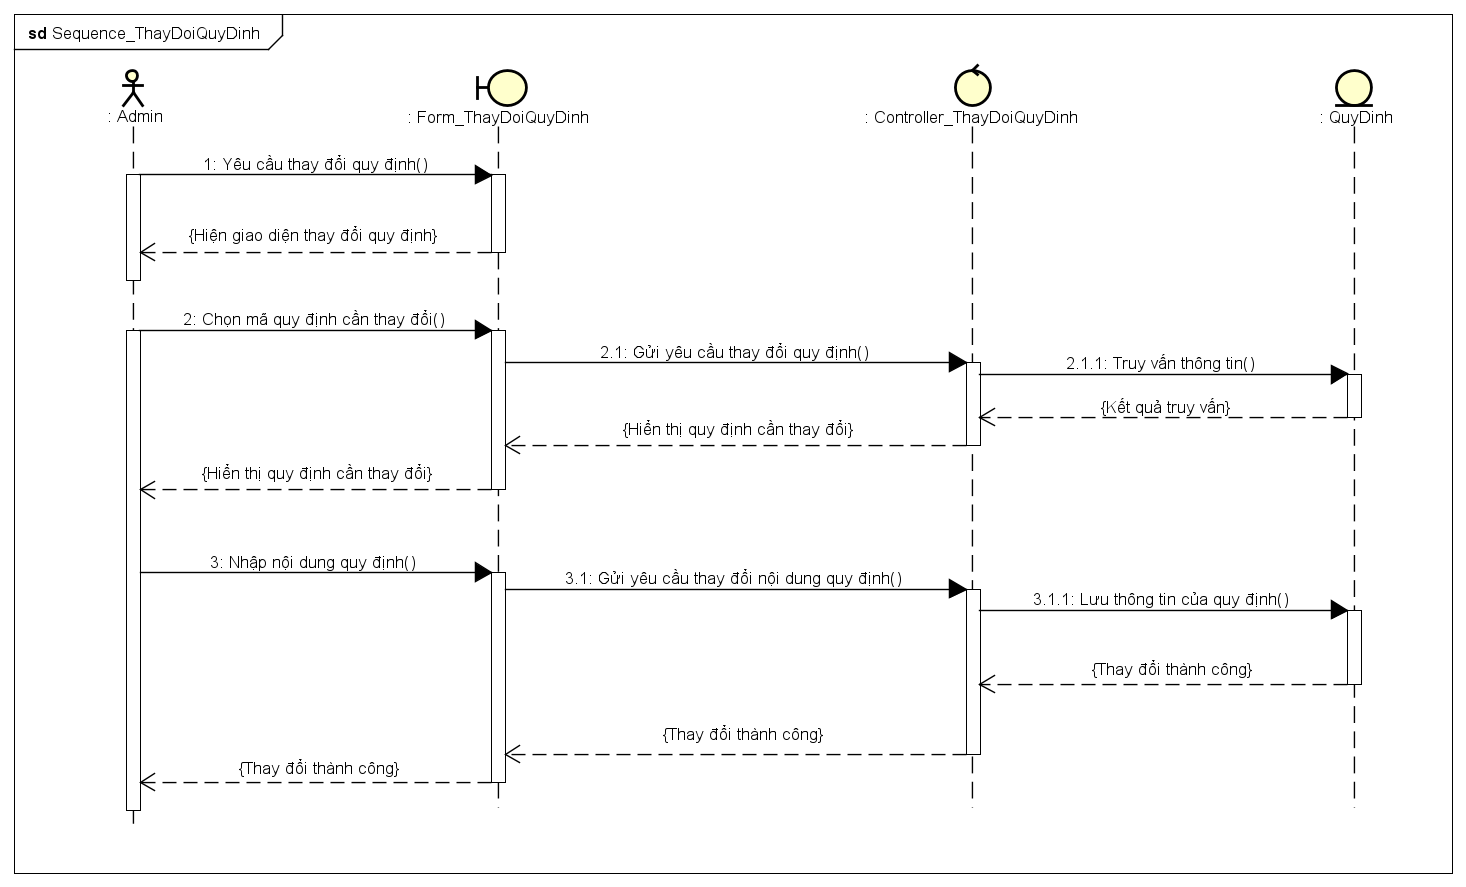 sd Sequence_ThayDoiQuyDinh
: Admin
: Form_ThayDoiQuyDinh
: Controller_ThayDoiQuyDinh
: QuyDinh
1: Yêu cầu thay đổi quy định()
{Hiện giao diện thay đổi quy định}
2: Chọn mã quy định cần thay đổi()
2.1: Gửi yêu cầu thay đổi quy định()
2.1.1: Truy vấn thông tin()
{Kết quả truy vấn}
{Hiển thị quy định cần thay đổi}
{Hiển thị quy định cần thay đổi}
3: Nhập nội dung quy định()
3.1: Gửi yêu cầu thay đổi nội dung quy định()
3.1.1: Lưu thông tin của quy định()
{Thay đổi thành công}
{Thay đổi thành công}
{Thay đổi thành công}